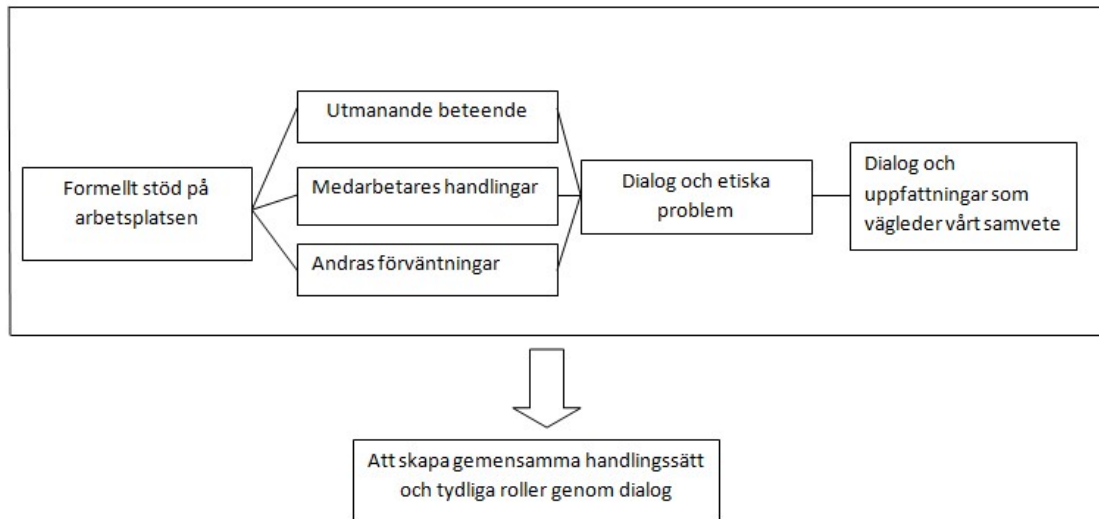 Formellt stöd på
arbetsplatsen
Utmanande beteende
Medarbetares handlingar
Andras förväntningar
Dialog och etiska
problem
Dialog och
uppfattningar som
vägleder vårt samvete
Att skapa gemensamma handlingssätt
och tydliga roller genom dialog